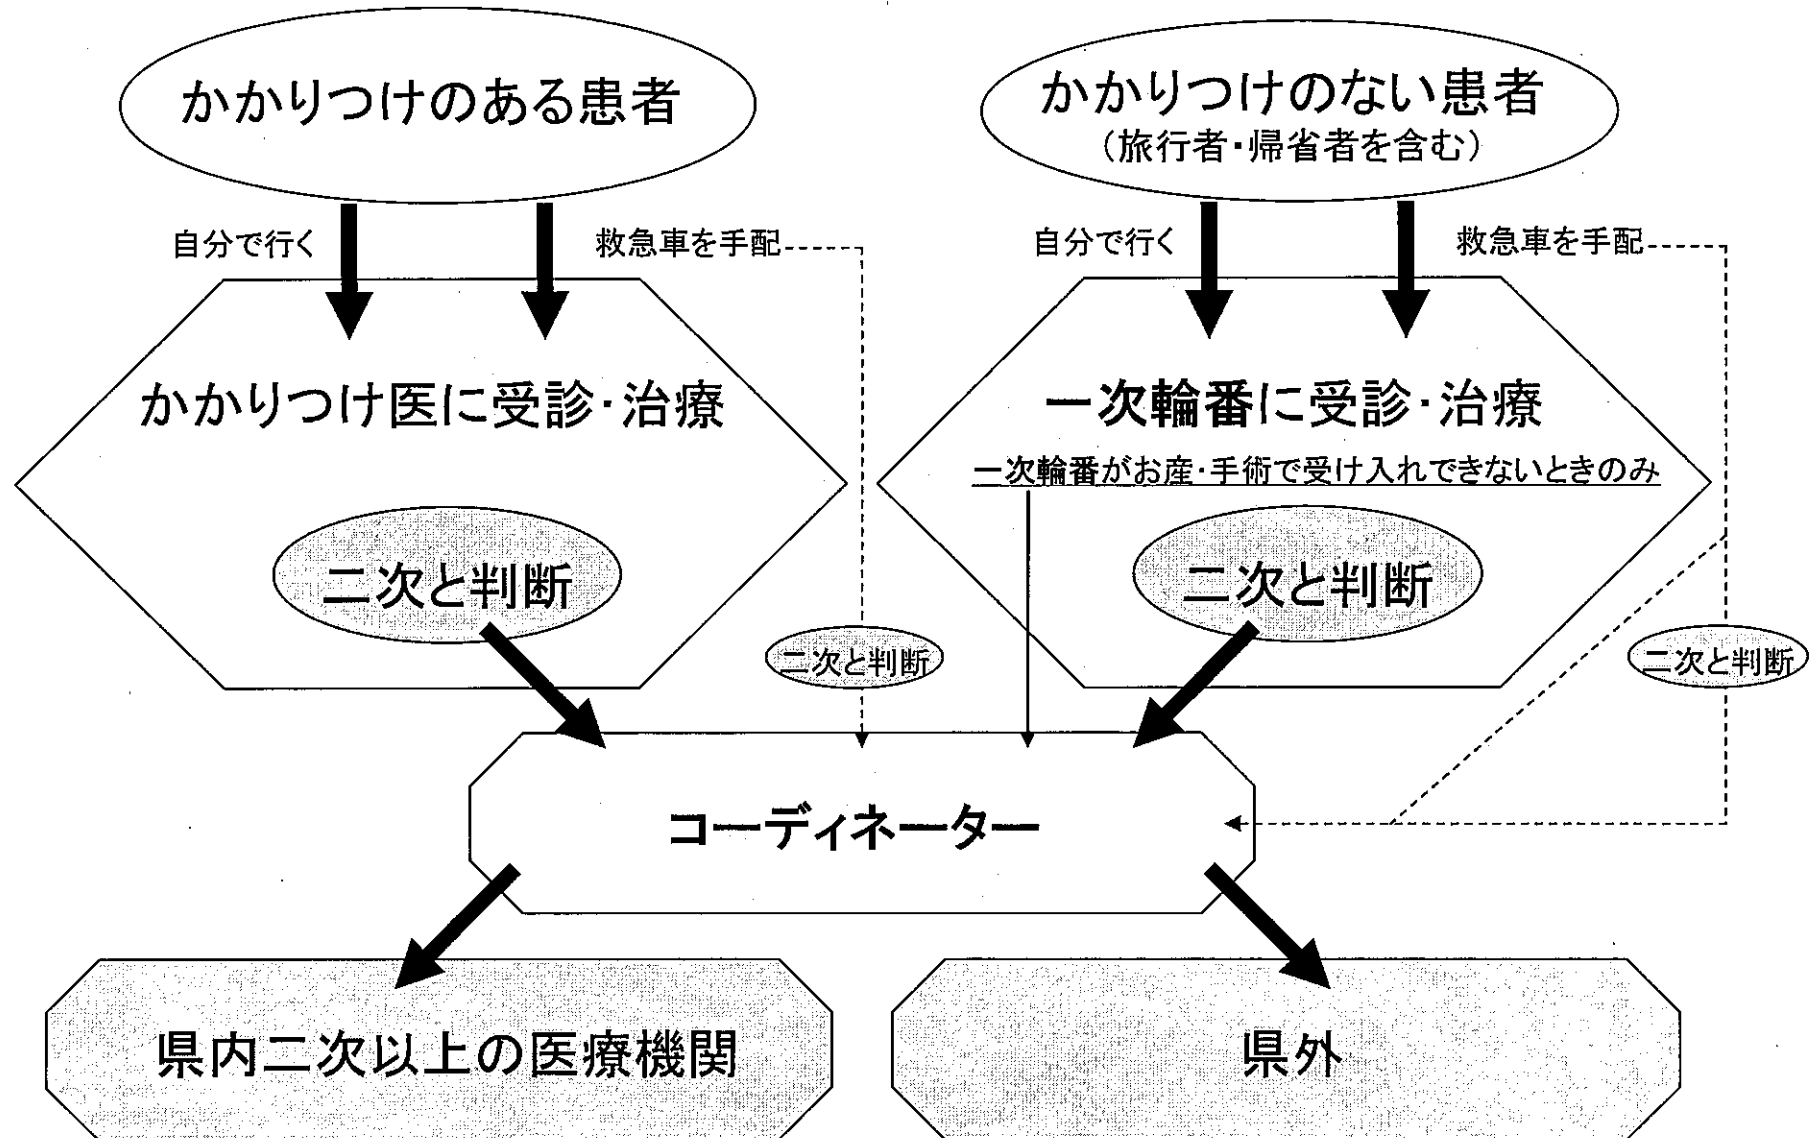 かかりつけのある患者
かかりつけのない患者
(旅行者・帰省者を含む)
自分で行く
救急車を手配
自分で行く
救急車を手配
かかりつけ医に受診・治療
一次輪番に受診・治療
一次輪番がお産・手術で受け入れできないときのみ
二次と判断
二次と判断
二次と判断
二次と判断
コーディネーター
県内二次以上の医療機関
県外